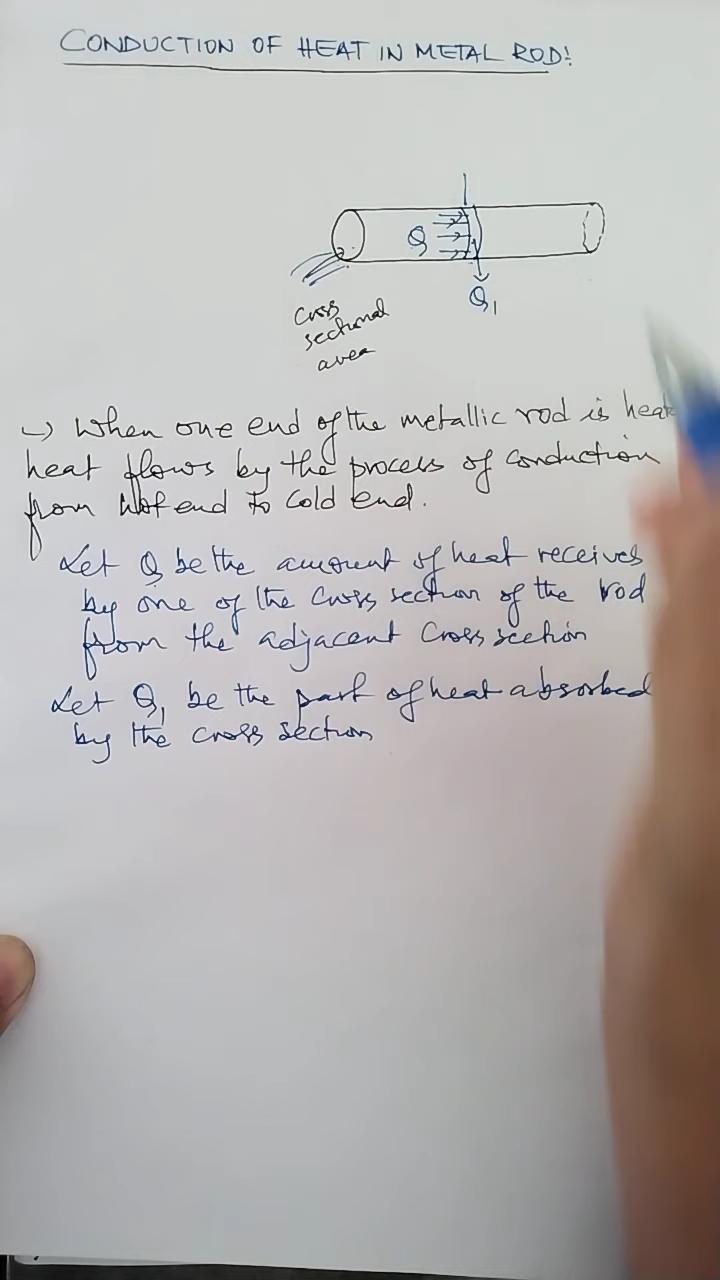 CONDUCTION OF HEAT IN METAL ROD:
Q
Q1
Cross
sectional
area
→ When one end of the metallic rod is heat
heat flows by the process of conduction
from hot end to cold end.
Let Q be the amount of heat receives
by one of the cross section of the rod
from the adjacent cross section
Let Q1 be the part of heat absorbed
by the cross section